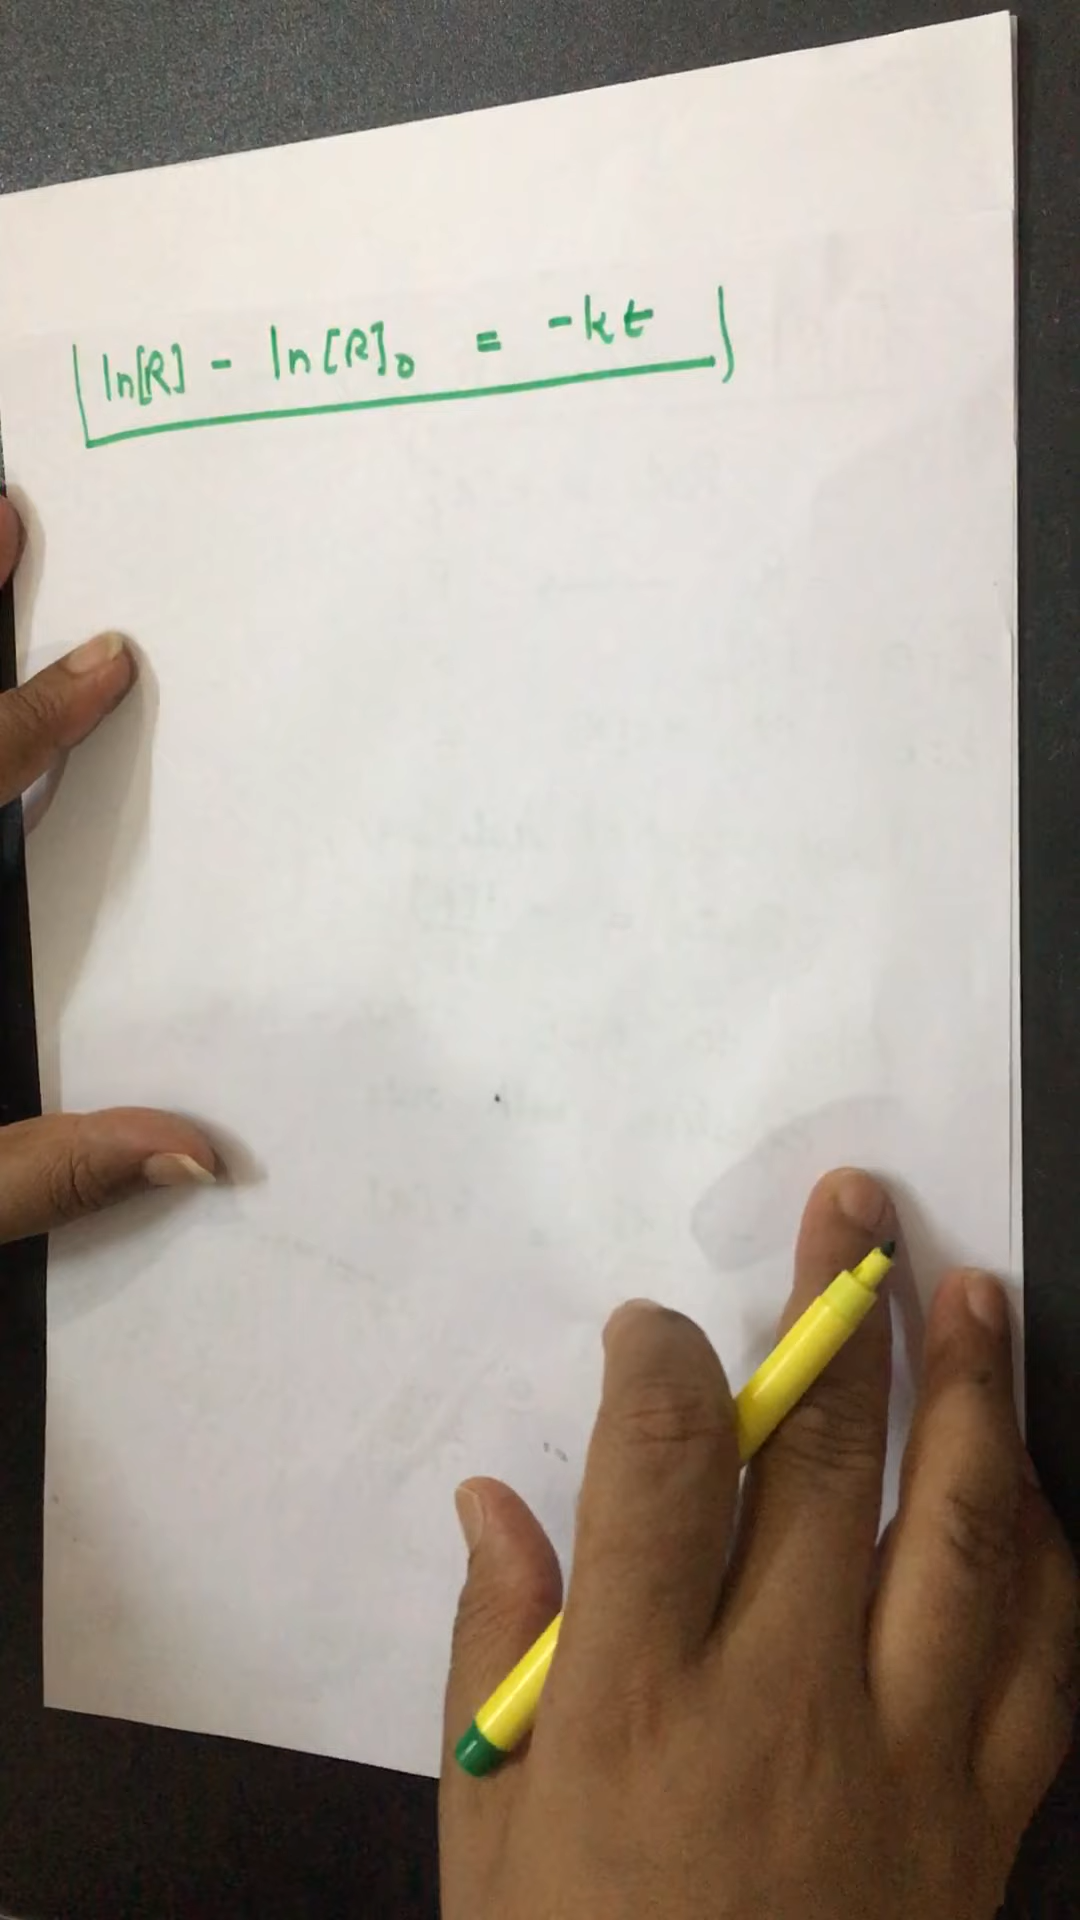 ln[R] - ln[R]₀ = -kt